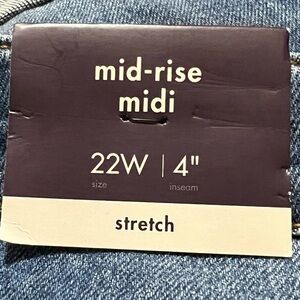 mid-rise
midi
22W | 4"
size inseam
stretch